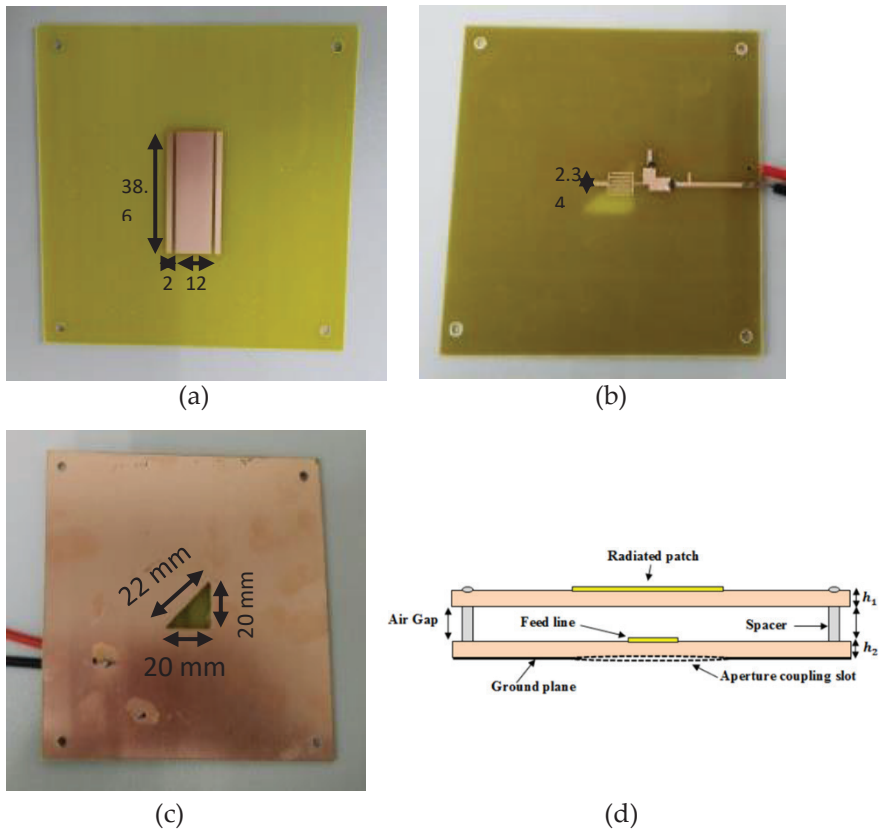 38.
6
2
12
(a)
2.3
4
(b)
22 mm
20 mm
20 mm
(c)
Radiated patch
Air Gap
Feed line
Spacer
h₁
h₂
Ground plane
Aperture coupling slot
(d)